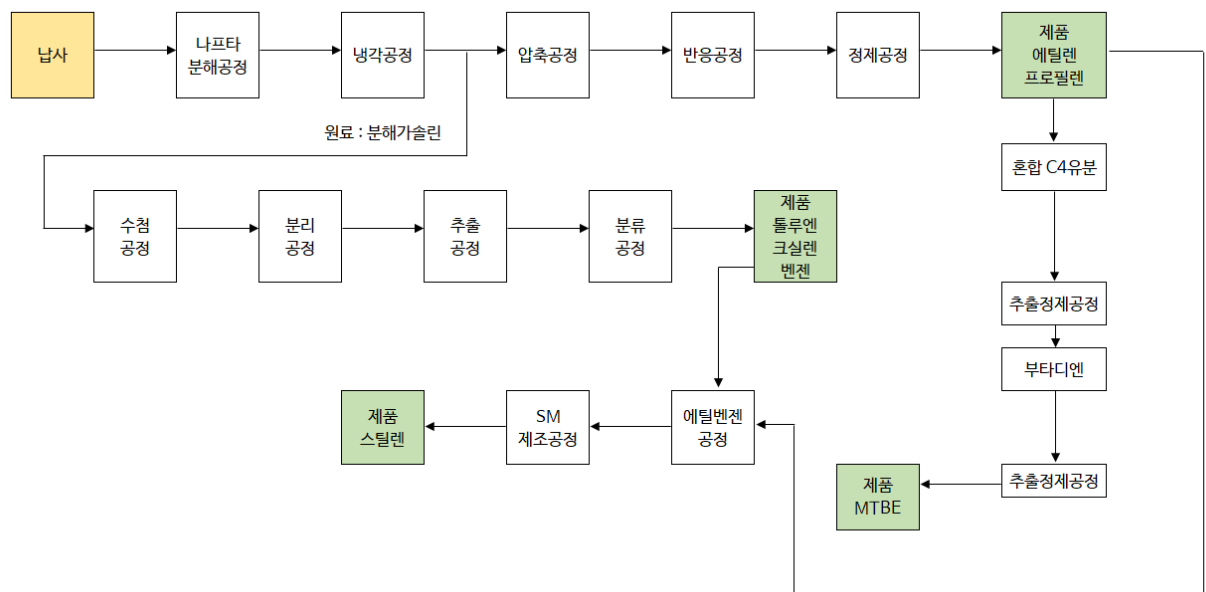 납사
나프타
분해공정
냉각공정
압축공정
반응공정
정제공정
제품
에틸렌
프로필렌
원료 : 분해가솔린
혼합 C4유분
수첨
공정
분리
공정
추출
공정
분류
공정
제품
톨루엔
크실렌
벤젠
추출정제공정
부타디엔
제품
스틸렌
SM
제조공정
에틸벤젠
공정
추출정제공정
제품
MTBE